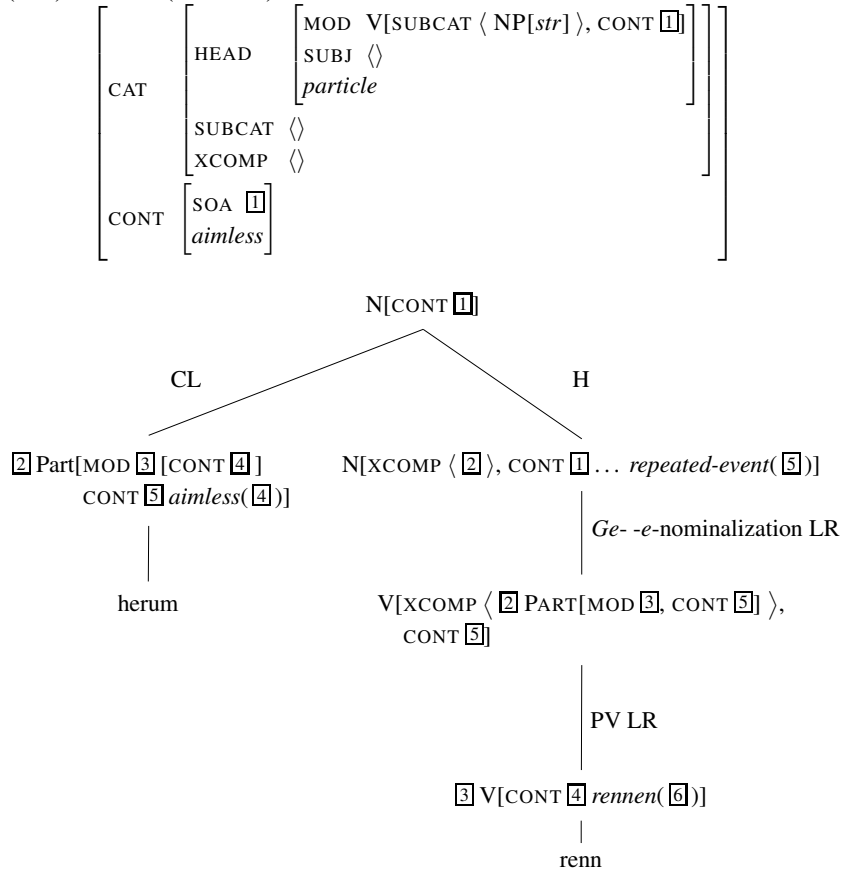 MOD V[SUBCAT ⟨ NP[str] ⟩, CONT 1]
HEAD SUBJ ⟨⟩
particle
CAT
SUBCAT ⟨⟩
XCOMP ⟨⟩
SOA 1
CONT
aimless
N[CONT 1]
CL H
2 Part[MOD 3 [CONT 4] N[XCOMP ⟨ 2 ⟩, CONT 1 … repeated-event( 5 )]
CONT 5 aimless( 4 )]
Ge- -e-nominalization LR
herum V[XCOMP ⟨ 2 PART[MOD 3, CONT 5] ⟩,
CONT 5]
PV LR
3 V[CONT 4 rennen( 6 )]
renn